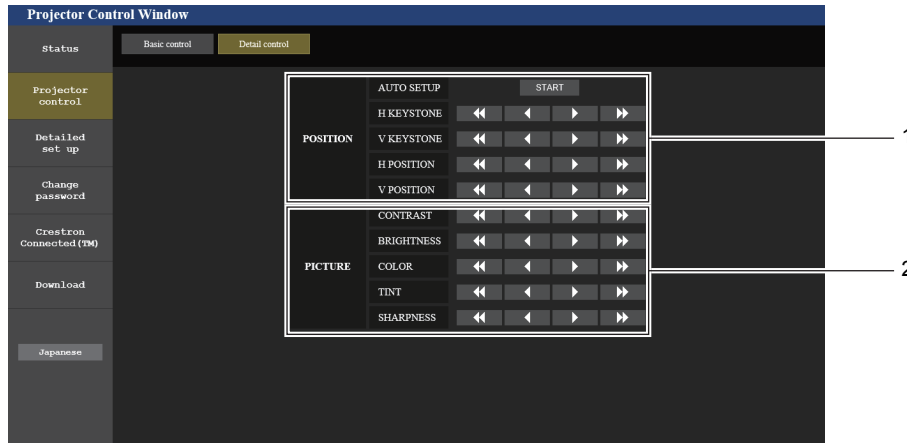 Projector Control Window
Status
Basic control
Detail control
Projector
control
Detailed
set up
Change
password
Crestron
Connected(TM)
Download
Japanese
POSITION
AUTO SETUP
START
H KEYSTONE
V KEYSTONE
H POSITION
V POSITION
1
PICTURE
CONTRAST
BRIGHTNESS
COLOR
TINT
SHARPNESS
2